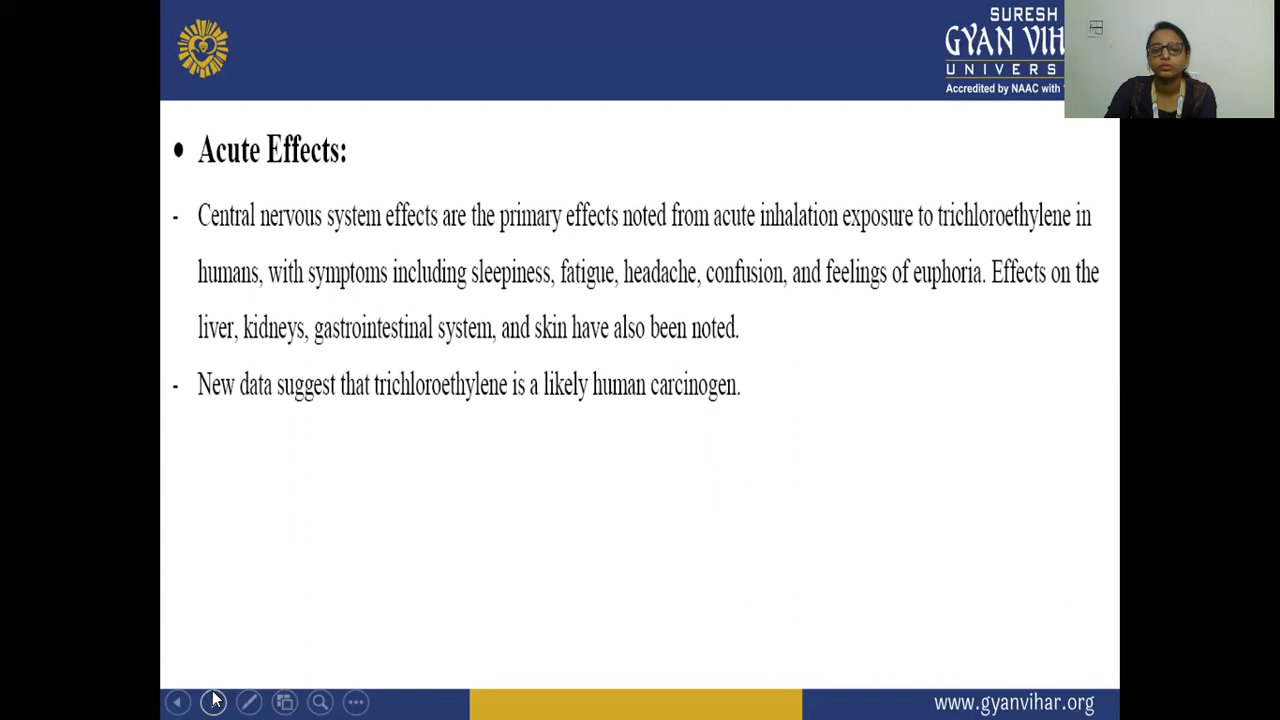 SURESH
GYAN VIH
UNIVERS
Accredited by NAAC with
• Acute Effects:
- Central nervous system effects are the primary effects noted from acute inhalation exposure to trichloroethylene in
humans, with symptoms including sleepiness, fatigue, headache, confusion, and feelings of euphoria. Effects on the
liver, kidneys, gastrointestinal system, and skin have also been noted.
- New data suggest that trichloroethylene is a likely human carcinogen.
www.gyanvihar.org